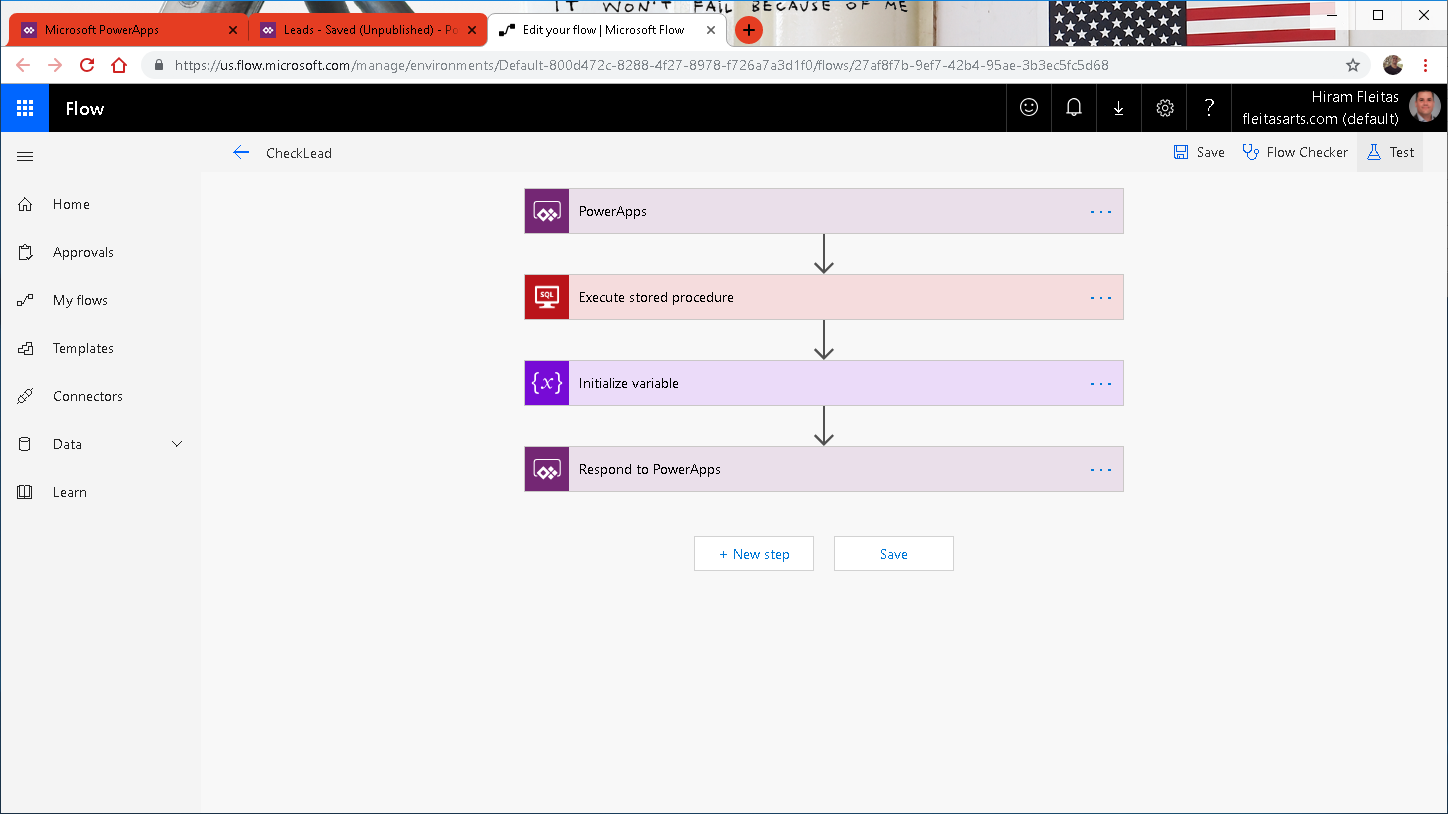 IT WON'T FAIL BECAUSE OF ME
Microsoft PowerApps
Leads - Saved (Unpublished) - Po
Edit your flow | Microsoft Flow
https://us.flow.microsoft.com/manage/environments/Default-800d472c-8288-4f27-8978-f726a7a3d1f0/flows/27af8f7b-9ef7-42b4-95ae-3b3ec5fc5d68
Flow
?
Hiram Fleitas
fleitasarts.com (default)
CheckLead
Save
Flow Checker
Test
Home
Approvals
My flows
Templates
Connectors
Data
Learn
PowerApps
SQL
Execute stored procedure
{x}
Initialize variable
Respond to PowerApps
+ New step
Save